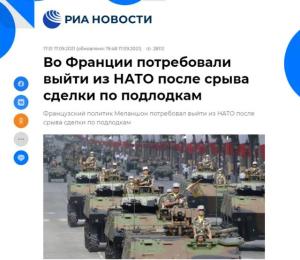 РИА НОВОСТИ
17:31 17.09.2021 (обновлено: 19:48 17.09.2021)
Во Франции потребовали
выйти из НАТО после срыва
сделки по подлодкам
Французский политик Меланшон потребовал выйти из НАТО после
срыва сделки по подлодкам